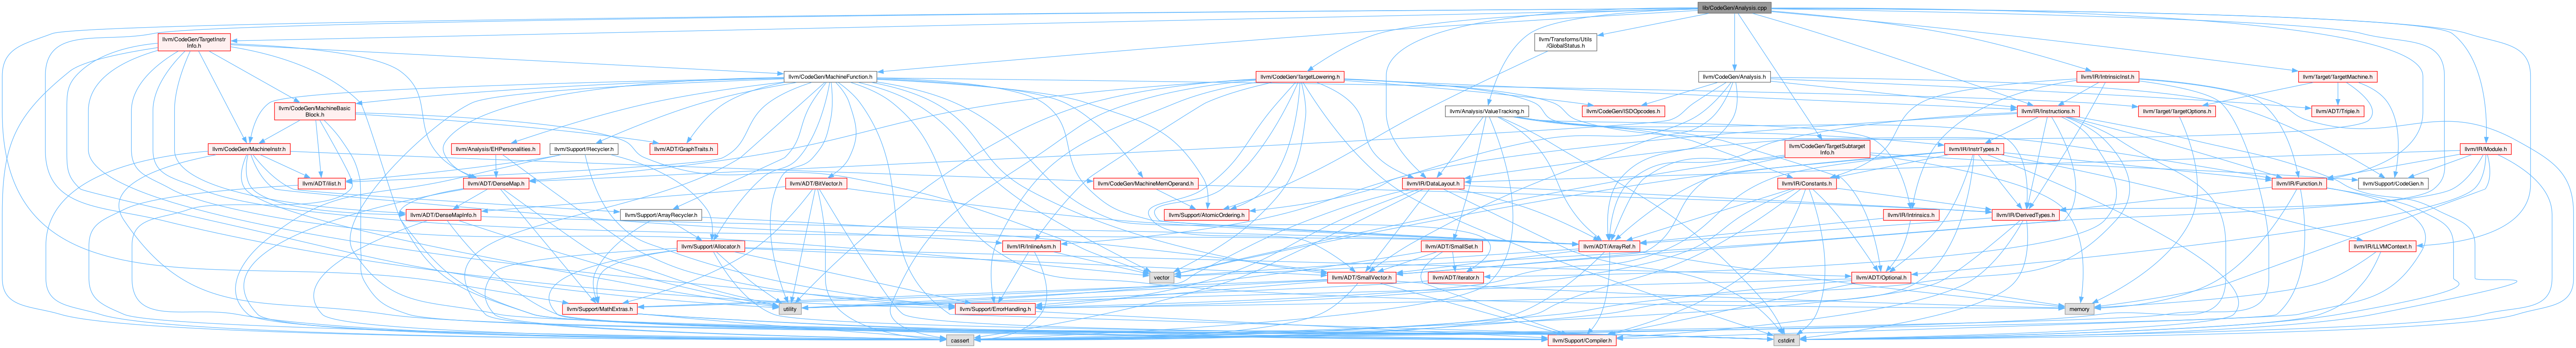 lib/CodeGen/Analysis.cpp
llvm/CodeGen/TargetInstr
Info.h
llvm/Transforms/Utils
/GlobalStatus.h
llvm/CodeGen/MachineFunction.h
llvm/CodeGen/TargetLowering.h
llvm/CodeGen/Analysis.h
llvm/IR/IntrinsicInst.h
llvm/Target/TargetMachine.h
llvm/CodeGen/MachineBasic
Block.h
llvm/Analysis/ValueTracking.h
llvm/CodeGen/ISDOpcodes.h
llvm/IR/Instructions.h
llvm/Target/TargetOptions.h
llvm/ADT/Triple.h
llvm/CodeGen/MachineInstr.h
llvm/Analysis/EHPersonalities.h
llvm/Support/Recycler.h
llvm/ADT/GraphTraits.h
llvm/CodeGen/TargetSubtarget
Info.h
llvm/IR/InstrTypes.h
llvm/IR/Module.h
llvm/ADT/ilist.h
llvm/ADT/DenseMap.h
llvm/ADT/BitVector.h
llvm/CodeGen/MachineMemOperand.h
llvm/IR/DataLayout.h
llvm/IR/Constants.h
llvm/IR/Function.h
llvm/Support/CodeGen.h
llvm/ADT/DenseMapInfo.h
llvm/Support/ArrayRecycler.h
llvm/Support/AtomicOrdering.h
llvm/IR/Intrinsics.h
llvm/IR/DerivedTypes.h
llvm/Support/Allocator.h
llvm/IR/InlineAsm.h
llvm/ADT/SmallSet.h
llvm/ADT/ArrayRef.h
llvm/IR/LLVMContext.h
vector
llvm/ADT/SmallVector.h
llvm/ADT/iterator.h
llvm/ADT/Optional.h
llvm/Support/MathExtras.h
utility
llvm/Support/ErrorHandling.h
memory
cassert
llvm/Support/Compiler.h
cstdint